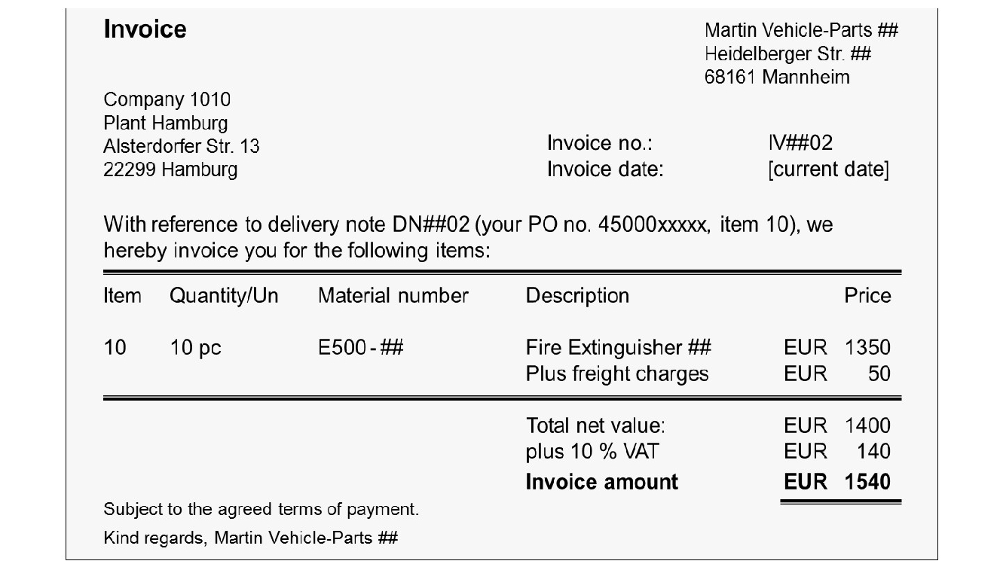 Invoice
Martin Vehicle-Parts ##
Heidelberger Str. ##
68161 Mannheim
Company 1010
Plant Hamburg
Alsterdorfer Str. 13
22299 Hamburg
Invoice no.: IV##02
Invoice date: [current date]
With reference to delivery note DN##02 (your PO no. 45000xxxxx, item 10), we
hereby invoice you for the following items:
Item Quantity/Un Material number Description Price
10 10 pc E500-## Fire Extinguisher ## EUR 1350
Plus freight charges EUR 50
Total net value: EUR 1400
plus 10 % VAT EUR 140
Invoice amount EUR 1540
Subject to the agreed terms of payment.
Kind regards, Martin Vehicle-Parts ##